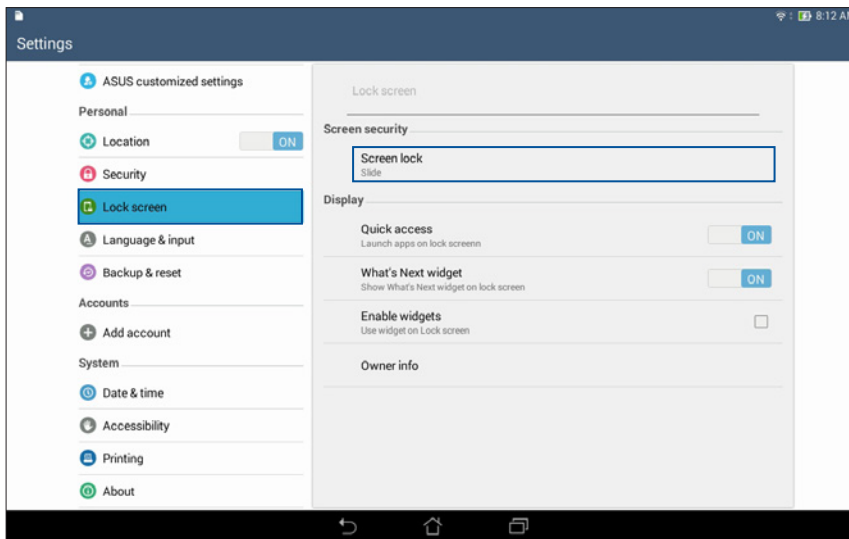 8:12 AM
Settings
ASUS customized settings
Personal
Location ON
Security
Lock screen
Language & input
Backup & reset
Accounts
Add account
System
Date & time
Accessibility
Printing
About
Lock screen
Screen security
Screen lock
Slide
Display
Quick access
Launch apps on lock screenn
ON
What's Next widget
Show What's Next widget on lock screen
ON
Enable widgets
Use widget on Lock screen
Owner info